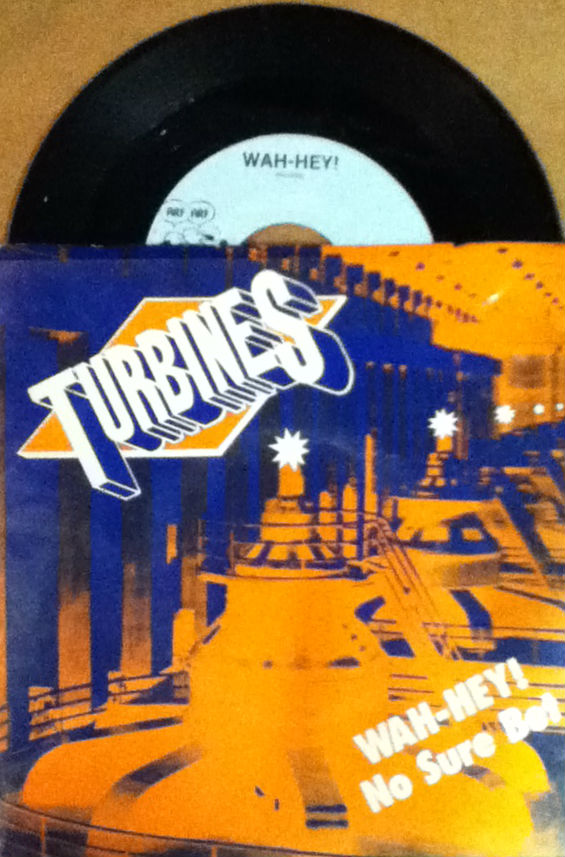 WAH-HEY!
ARF ARF
TURBINES
WAH-HEY!
No Sure Bet